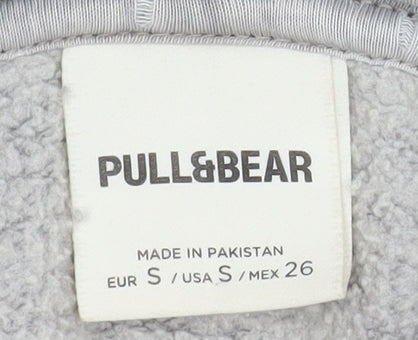 PULL&BEAR
MADE IN PAKISTAN
EUR S / USA S / MEX 26